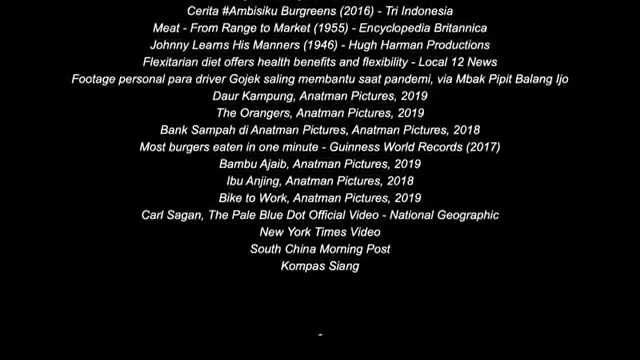 Cerita #Ambisiku Burgreens (2016) - Tri Indonesia
Meat - From Range to Market (1955) - Encyclopedia Britannica
Johnny Learns His Manners (1946) - Hugh Harman Productions
Flexitarian diet offers health benefits and flexibility - Local 12 News
Footage personal para driver Gojek saling membantu saat pandemi, via Mbak Pipit Balang Ijo
Daur Kampung, Anatman Pictures, 2019
The Orangers, Anatman Pictures, 2019
Bank Sampah di Anatman Pictures, Anatman Pictures, 2018
Most burgers eaten in one minute - Guinness World Records (2017)
Bambu Ajaib, Anatman Pictures, 2019
Ibu Anjing, Anatman Pictures, 2018
Bike to Work, Anatman Pictures, 2019
Carl Sagan, The Pale Blue Dot Official Video - National Geographic
New York Times Video
South China Morning Post
Kompas Siang